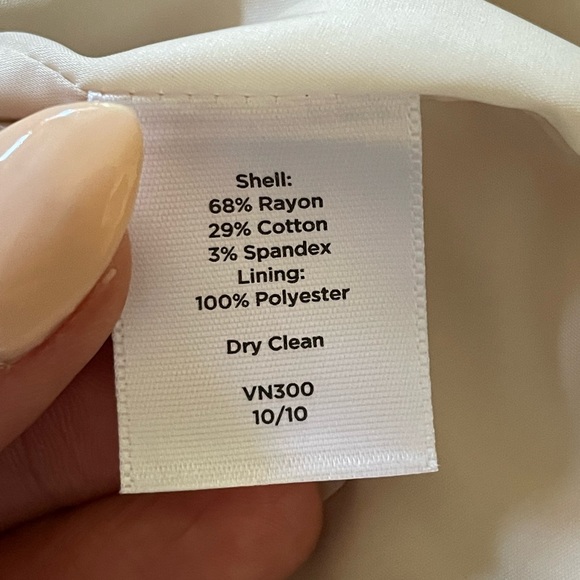 Shell:
68% Rayon
29% Cotton
3% Spandex
Lining:
100% Polyester
Dry Clean
VN300
10/10